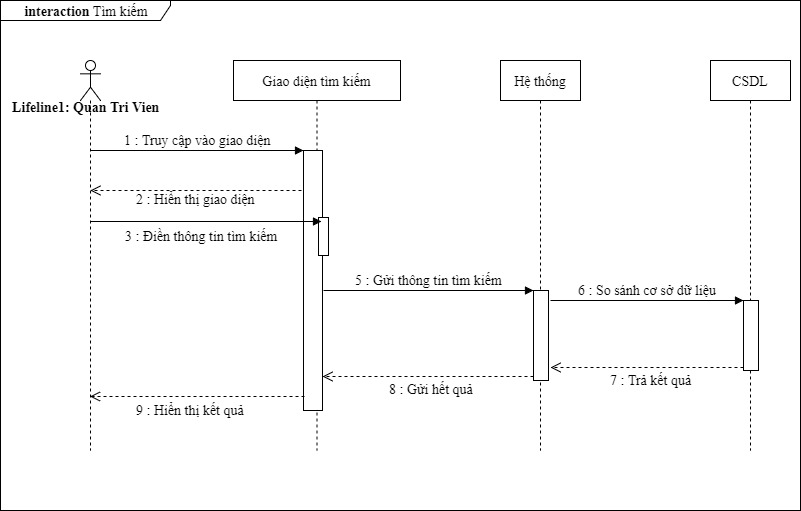 interaction Tìm kiếm
Giao diện tìm kiếm
Hệ thống
CSDL
Lifeline1: Quan Tri Vien
1 : Truy cập vào giao diện
2 : Hiển thị giao diện
3 : Điền thông tin tìm kiếm
5 : Gửi thông tin tìm kiếm
6 : So sánh cơ sở dữ liệu
7 : Trả kết quả
8 : Gửi hết quả
9 : Hiển thị kết quả